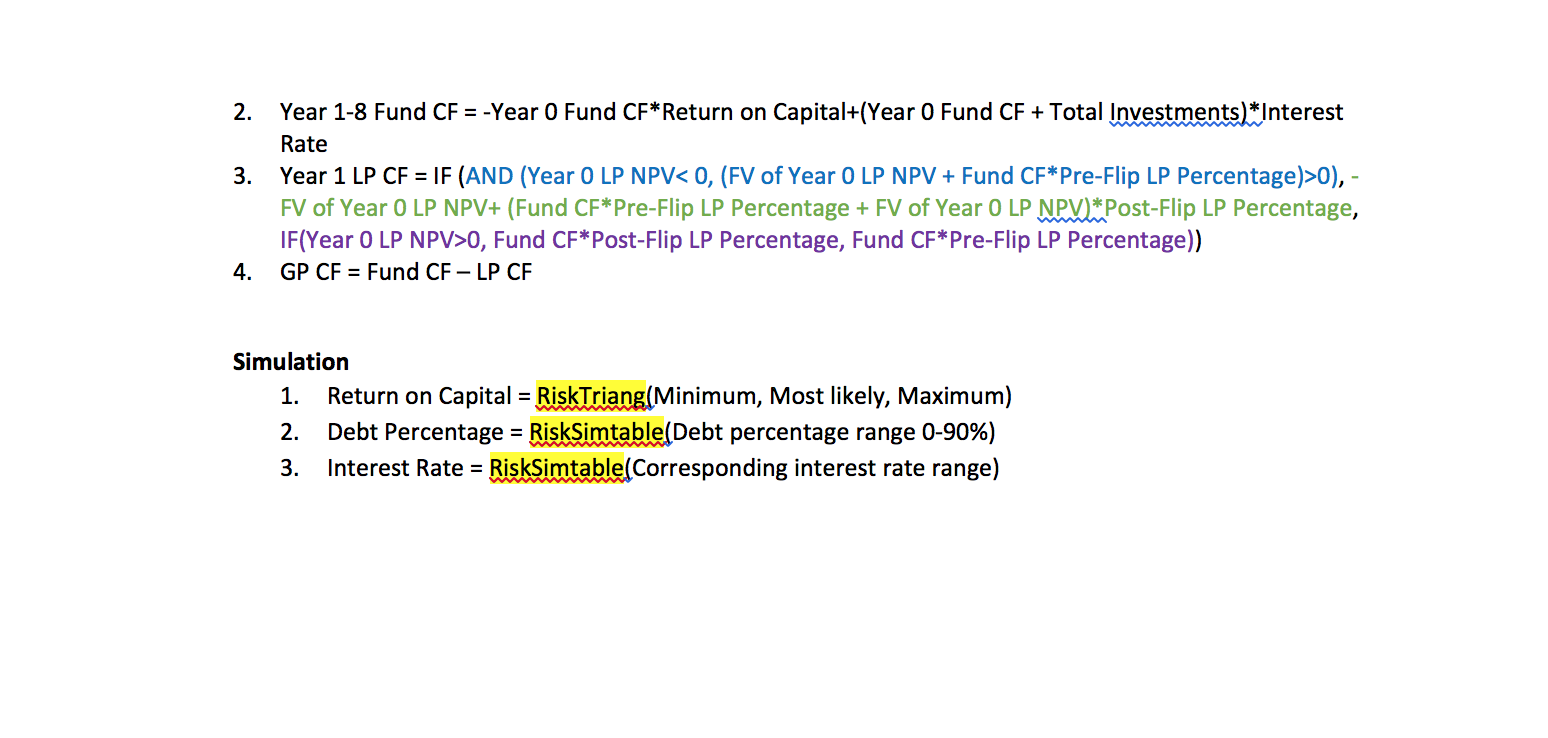 2. Year 1-8 Fund CF = -Year 0 Fund CF*Return on Capital+(Year 0 Fund CF + Total Investments)*Interest
Rate
3. Year 1 LP CF = IF (AND (Year 0 LP NPV< 0, (FV of Year 0 LP NPV + Fund CF*Pre-Flip LP Percentage)>0), -
FV of Year 0 LP NPV+ (Fund CF*Pre-Flip LP Percentage + FV of Year 0 LP NPV)*Post-Flip LP Percentage,
IF(Year 0 LP NPV>0, Fund CF*Post-Flip LP Percentage, Fund CF*Pre-Flip LP Percentage))
4. GP CF = Fund CF – LP CF
Simulation
1. Return on Capital = RiskTriang(Minimum, Most likely, Maximum)
2. Debt Percentage = RiskSimtable(Debt percentage range 0-90%)
3. Interest Rate = RiskSimtable(Corresponding interest rate range)